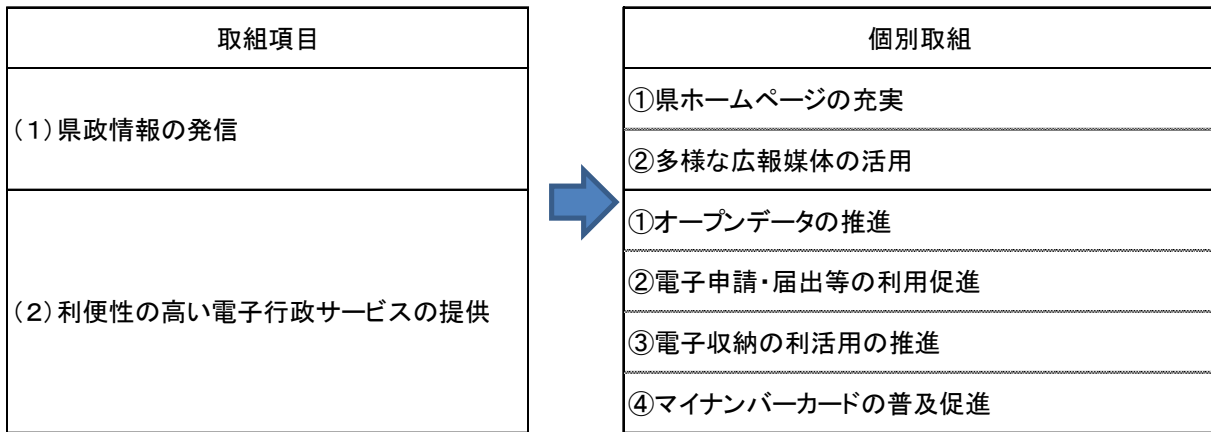 取組項目
(1)県政情報の発信
(2)利便性の高い電子行政サービスの提供
個別取組
①県ホームページの充実
②多様な広報媒体の活用
①オープンデータの推進
②電子申請・届出等の利用促進
③電子収納の利活用の推進
④マイナンバーカードの普及促進